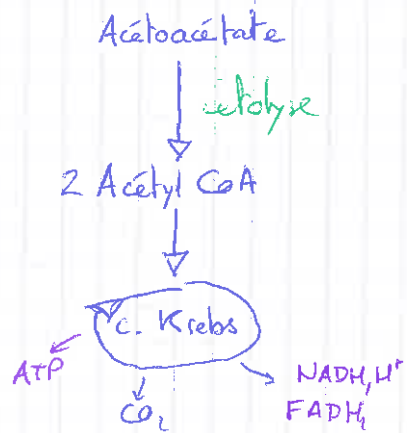 Acétoacétate
cétolyse
2 Acétyl CoA
c. Krebs
ATP
CO₂
NADH,H⁺
FADH₂